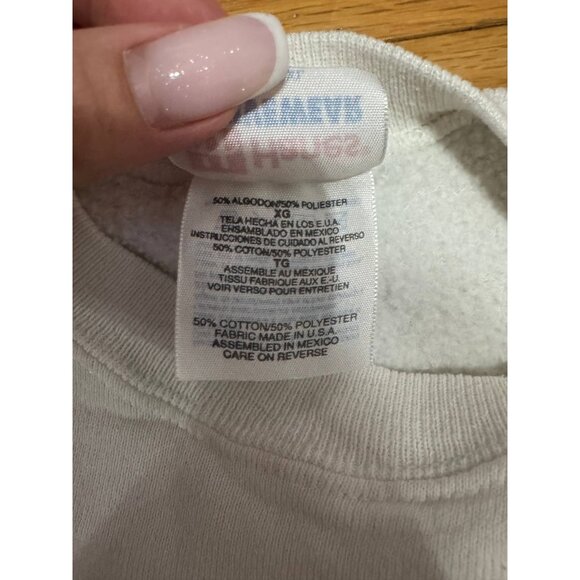 Hanes
50% ALGODON/50% POLIESTER
XG
TELA HECHA EN LOS E.U.A.
ENSAMBLADO EN MEXICO
INSTRUCCIONES DE CUIDADO AL REVERSO
50% COTON/50% POLYESTER
TG
ASSEMBLE AU MEXIQUE
TISSU FABRIQUE AUX E.-U.
VOIR VERSO POUR ENTRETIEN
50% COTTON/50% POLYESTER
FABRIC MADE IN U.S.A.
ASSEMBLED IN MEXICO
CARE ON REVERSE